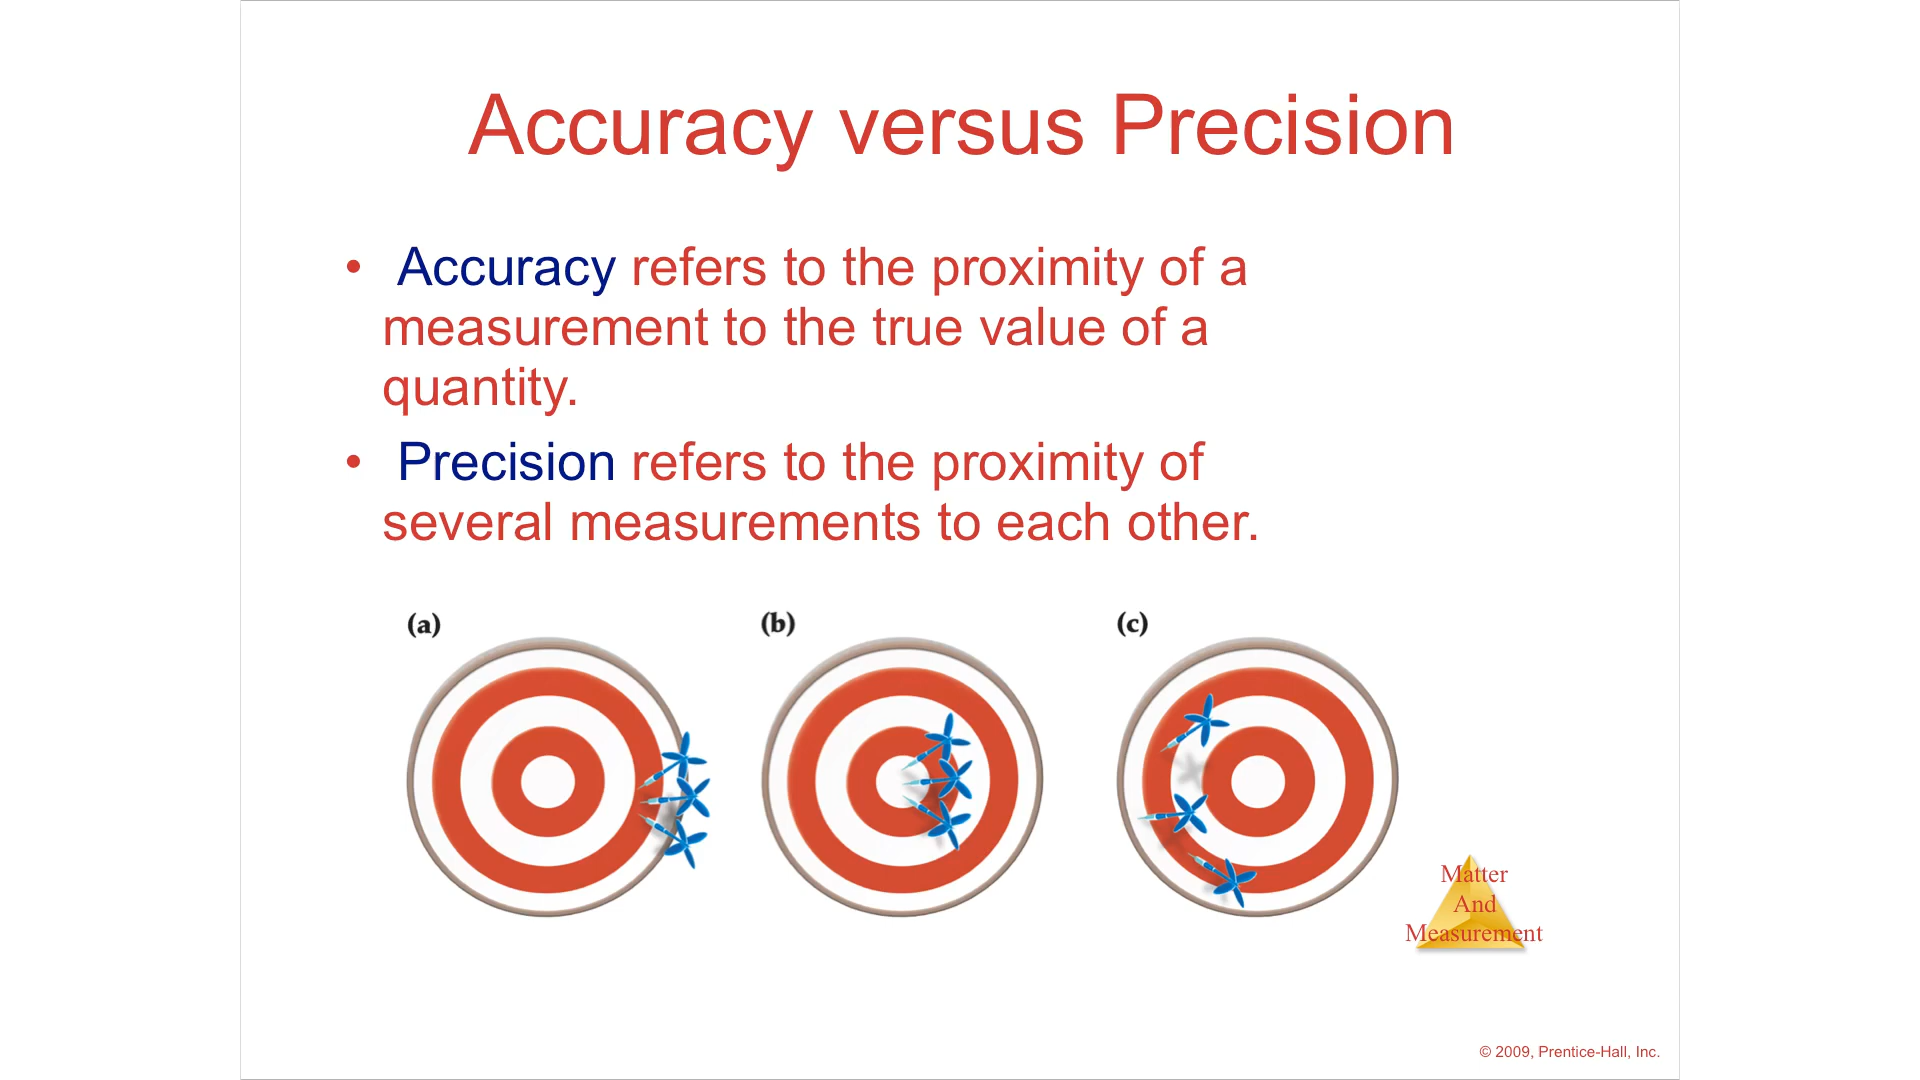 Accuracy versus Precision
• Accuracy refers to the proximity of a
measurement to the true value of a
quantity.
• Precision refers to the proximity of
several measurements to each other.
(a) (b) (c)
Matter
And
Measurement
© 2009, Prentice-Hall, Inc.